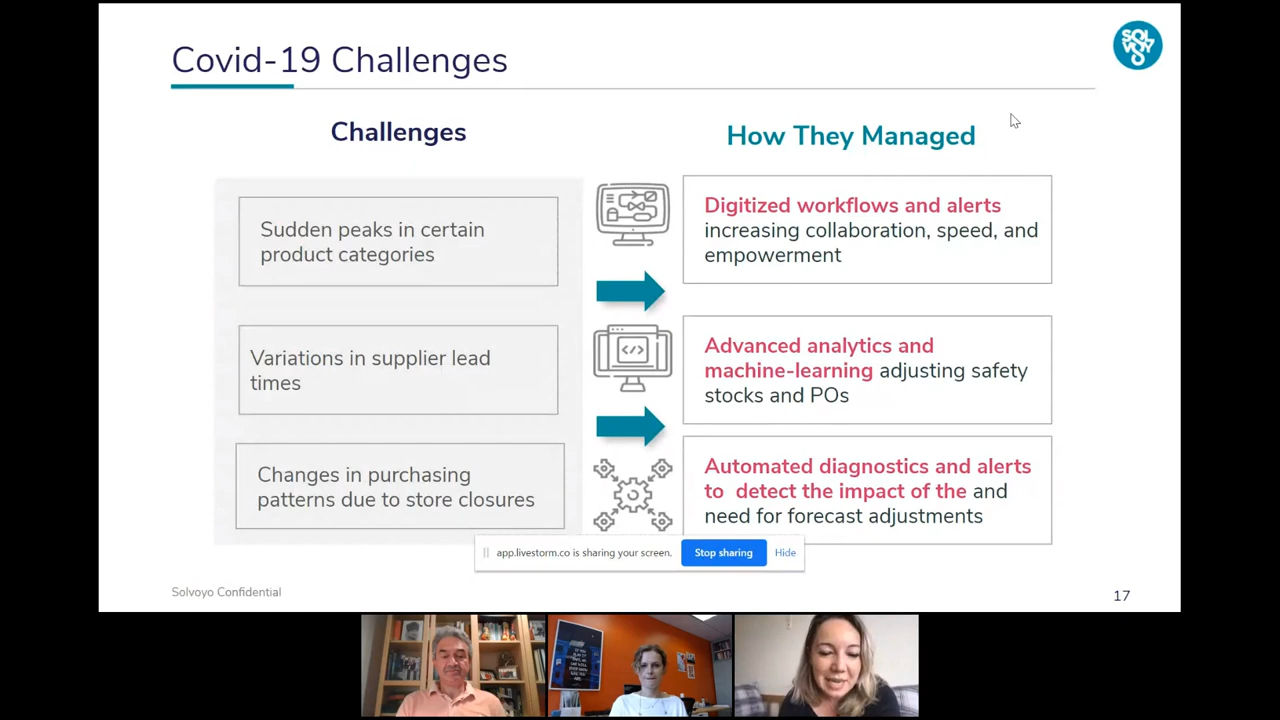 Covid-19 Challenges
SOL
VOYO
Challenges
How They Managed
Sudden peaks in certain
product categories
Digitized workflows and alerts
increasing collaboration, speed, and
empowerment
Variations in supplier lead
times
</>
Advanced analytics and
machine-learning adjusting safety
stocks and POs
Changes in purchasing
patterns due to store closures
Automated diagnostics and alerts
to detect the impact of the and
need for forecast adjustments
app.livestorm.co is sharing your screen.
Stop sharing
Hide
Solvoyo Confidential
17